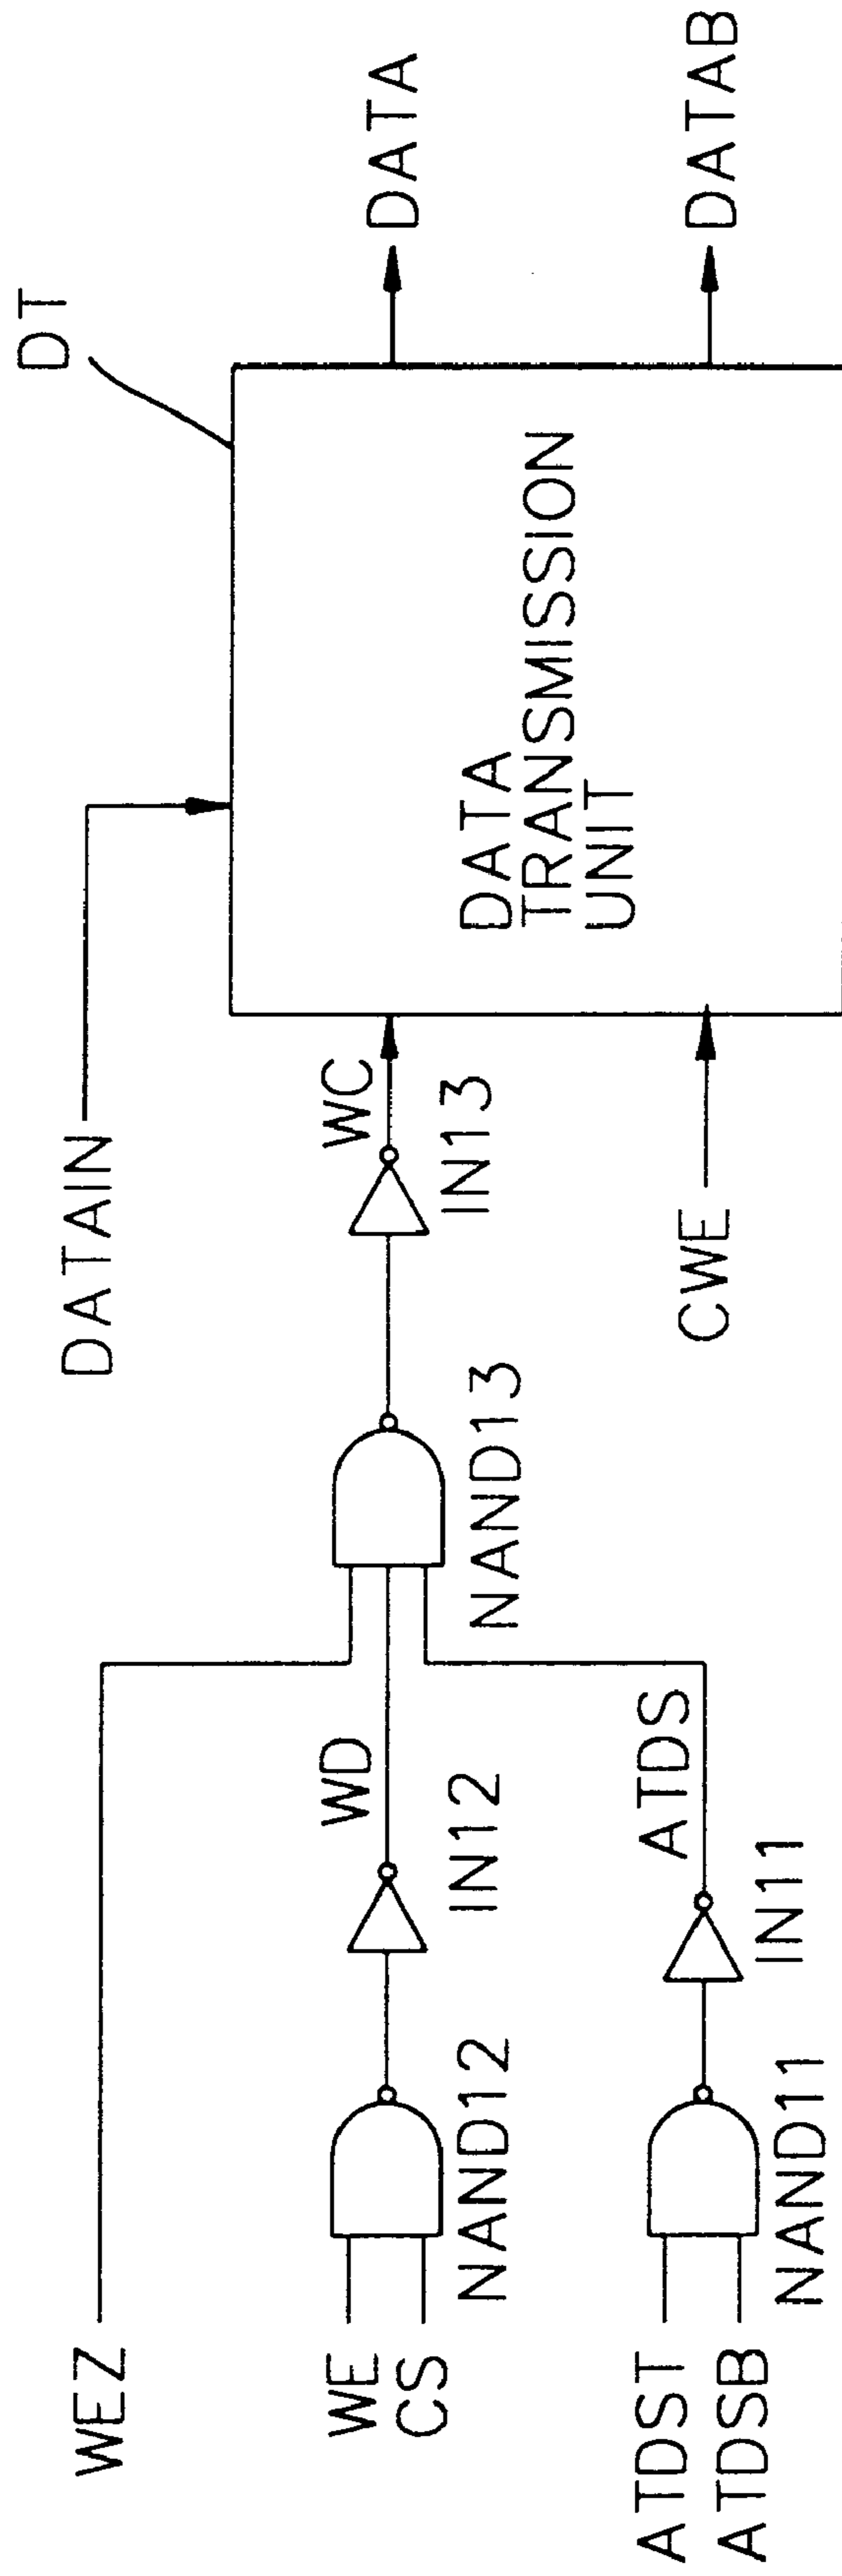 DT
DATAIN
WEZ
WE
CS
NAND12
IN12
WD
NAND13
IN13
WC
DATA
TRANSMISSION
UNIT
DATA
DATAB
CWE
ATDST
ATDSB
NAND11
IN11
ATDS